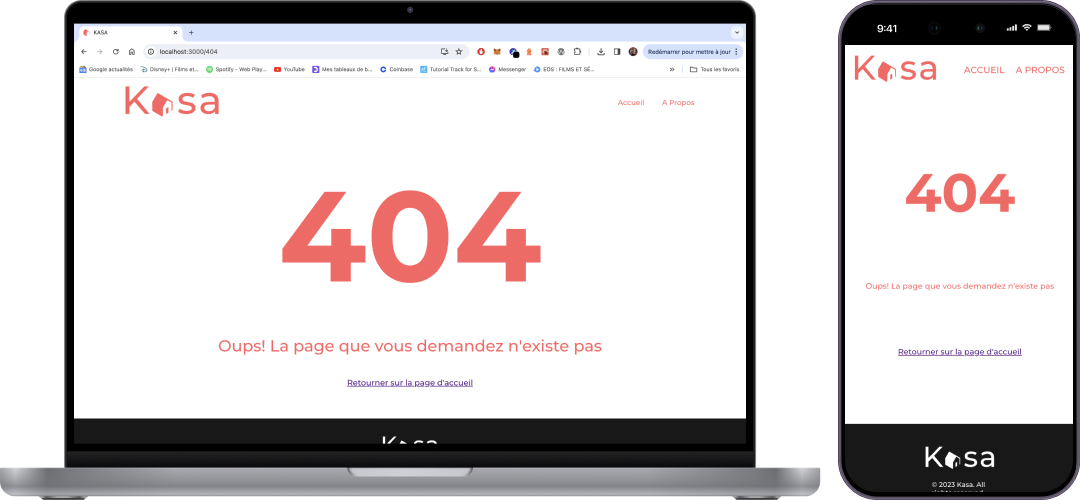 KASA
localhost:3000/404
Redémarrer pour mettre à jour
Google actualités
Disney+ | Films et...
Spotify - Web Play...
YouTube
Mes tableaux de b...
Coinbase
Tutorial Track for S...
Messenger
EOS : FILMS ET SÉ...
Tous les favoris
Kasa
Accueil
A Propos
404
Oups! La page que vous demandez n'existe pas
Retourner sur la page d'accueil
Kasa
9:41
Kasa
ACCUEIL
A PROPOS
404
Oups! La page que vous demandez n'existe pas
Retourner sur la page d'accueil
Kasa
© 2023 Kasa. All
rights reserved